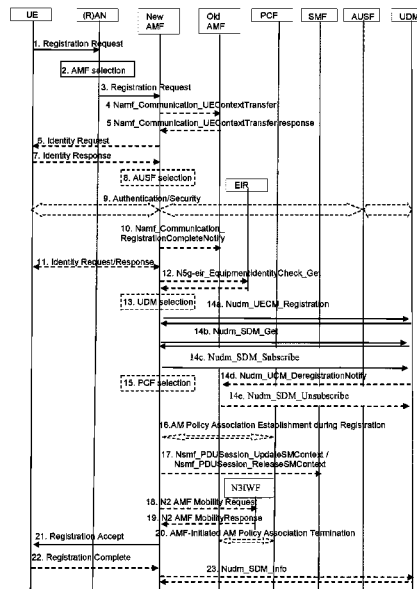 UE
(R)AN
New
AMF
Old
AMF
PCF
SMF
AUSF
UDM
1. Registration Request
2. AMF selection
3. Registration Request
4 Namf_Communication_UEContextTransfer
5 Namf_Communication_UEContextTransfer response
6. Identity Request
7. Identity Response
8. AUSF selection
EIR
9. Authentication/Security
10. Namf_Communication_
RegistrationCompleteNotify
11. Identity Request/Response
12. N5g-eir_EquipmentIdentityCheck_Get
13. UDM selection
14a. Nudm_UECM_Registration
14b. Nudm_SDM_Get
14c. Nudm_SDM_Subscribe
14d. Nudm_UCM_DeregistrationNotify
15. PCF selection
14e. Nudm_SDM_Unsubscribe
16.AM Policy Association Establishment during Registration
17. Nsmf_PDUSession_UpdateSMContext /
Nsmf_PDUSession_ReleaseSMContext
N3IWF
18. N2 AMF Mobility Request
19. N2 AMF MobilityResponse
20. AMF-Initiated AM Policy Association Termination
21. Registration Accept
22. Registration Complete
23. Nudm_SDM_Info